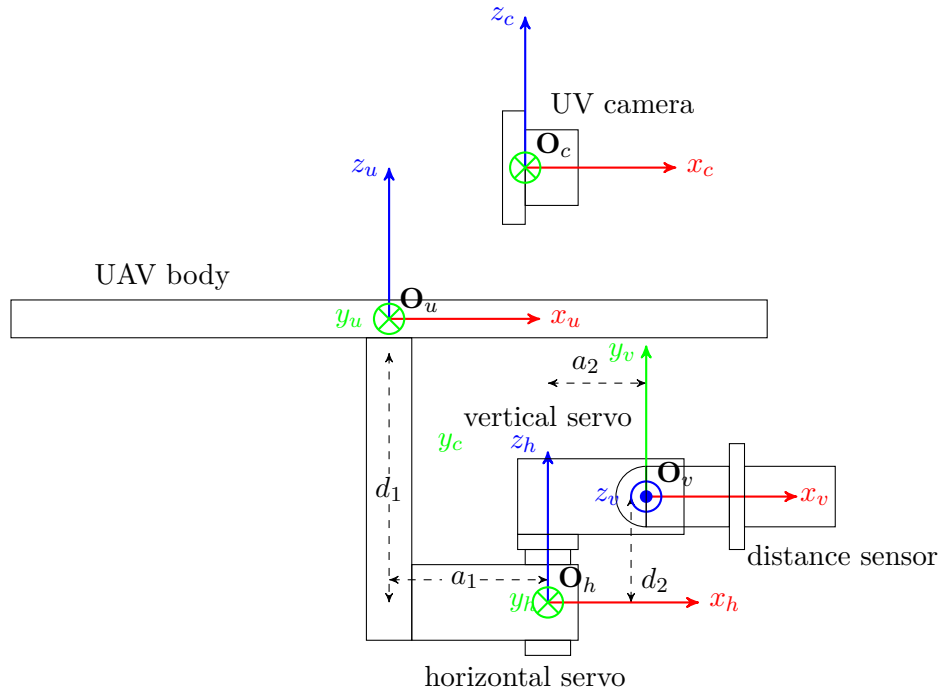 z_c
UV camera
O_c
x_c
z_u
UAV body
O_u
y_u
x_u
y_v
a_2
vertical servo
y_c
z_h
O_v
d_1
z_v
x_v
distance sensor
a_1
O_h
d_2
y_h
x_h
horizontal servo